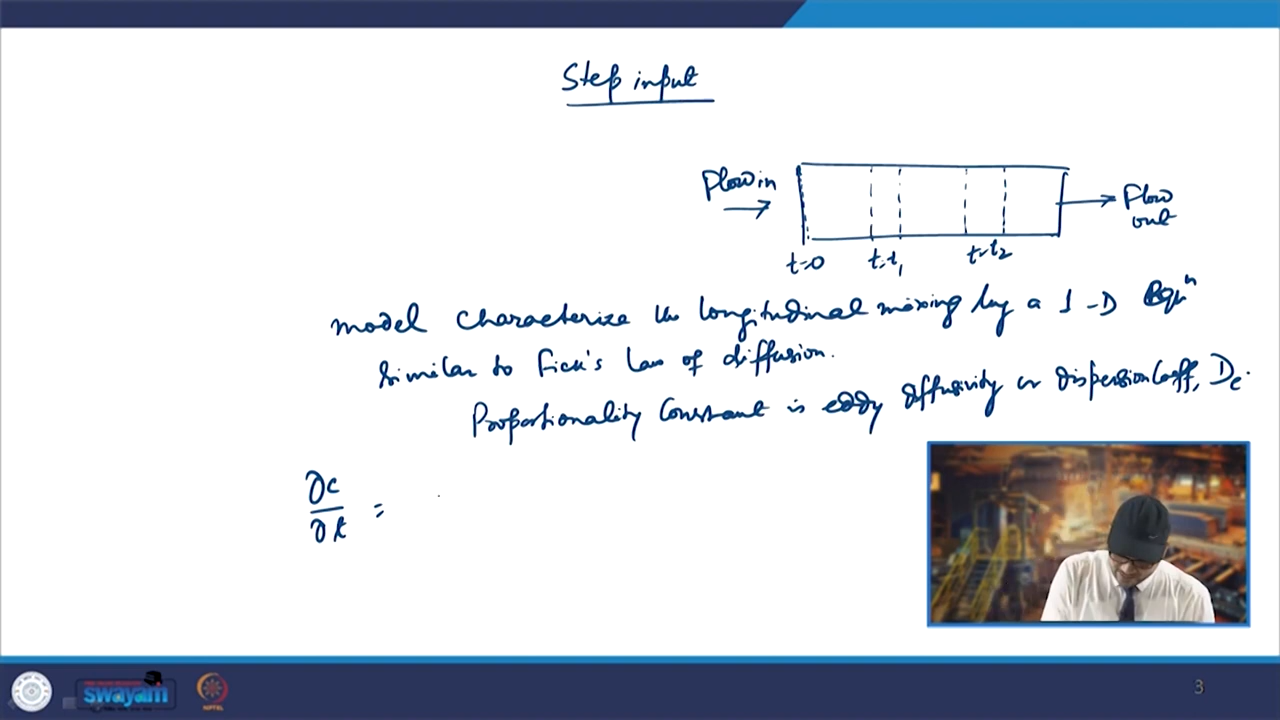 Step input
Flow in
Flow
out
t=0
t=t₁
t=t₂
model characterize the longitudinal mixing by a 1-D Eqⁿ
similar to Fick's Law of diffusion.
Proportionality Constant is eddy diffusivity or dispersion Coeff, De.
∂c
∂t
=
3
swayam